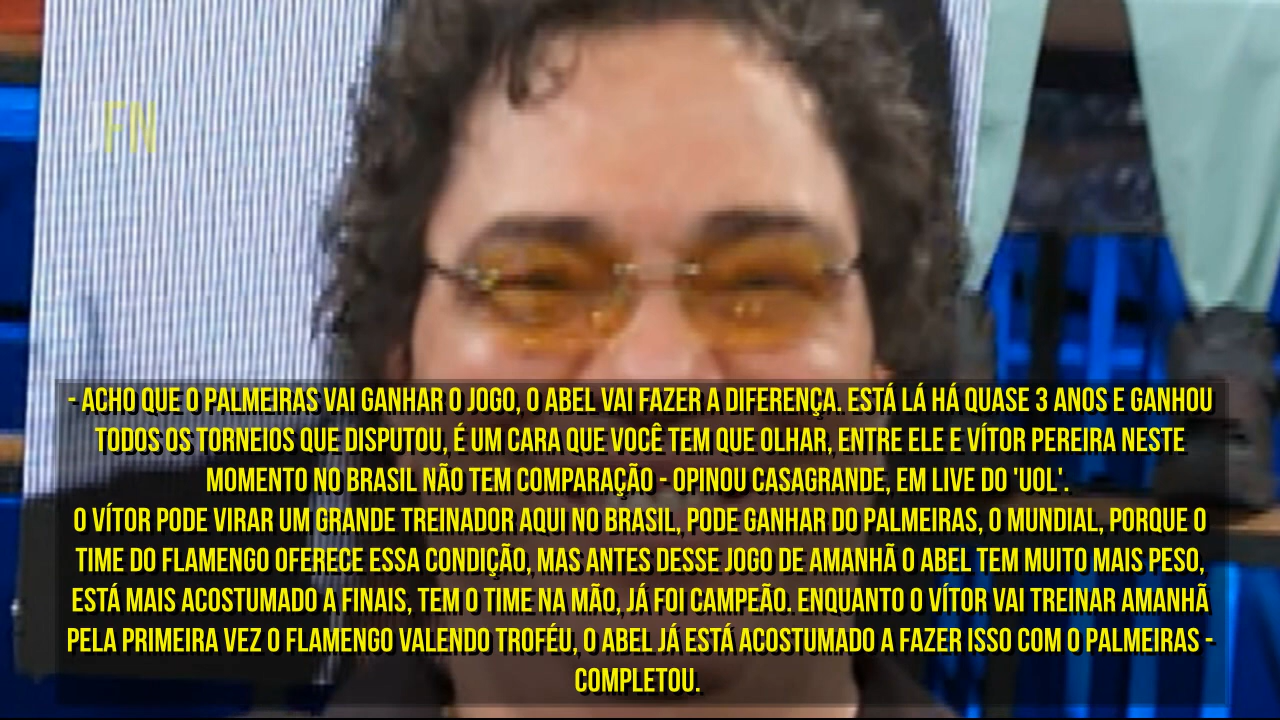 JFN
- ACHO QUE O PALMEIRAS VAI GANHAR O JOGO, O ABEL VAI FAZER A DIFERENÇA. ESTÁ LÁ HÁ QUASE 3 ANOS E GANHOU
TODOS OS TORNEIOS QUE DISPUTOU, É UM CARA QUE VOCÊ TEM QUE OLHAR, ENTRE ELE E VÍTOR PEREIRA NESTE
MOMENTO NO BRASIL NÃO TEM COMPARAÇÃO - OPINOU CASAGRANDE, EM LIVE DO 'UOL'.
O VÍTOR PODE VIRAR UM GRANDE TREINADOR AQUI NO BRASIL, PODE GANHAR DO PALMEIRAS, O MUNDIAL, PORQUE O
TIME DO FLAMENGO OFERECE ESSA CONDIÇÃO, MAS ANTES DESSE JOGO DE AMANHÃ O ABEL TEM MUITO MAIS PESO,
ESTÁ MAIS ACOSTUMADO A FINAIS, TEM O TIME NA MÃO, JÁ FOI CAMPEÃO. ENQUANTO O VÍTOR VAI TREINAR AMANHÃ
PELA PRIMEIRA VEZ O FLAMENGO VALENDO TROFÉU, O ABEL JÁ ESTÁ ACOSTUMADO A FAZER ISSO COM O PALMEIRAS -
COMPLETOU.